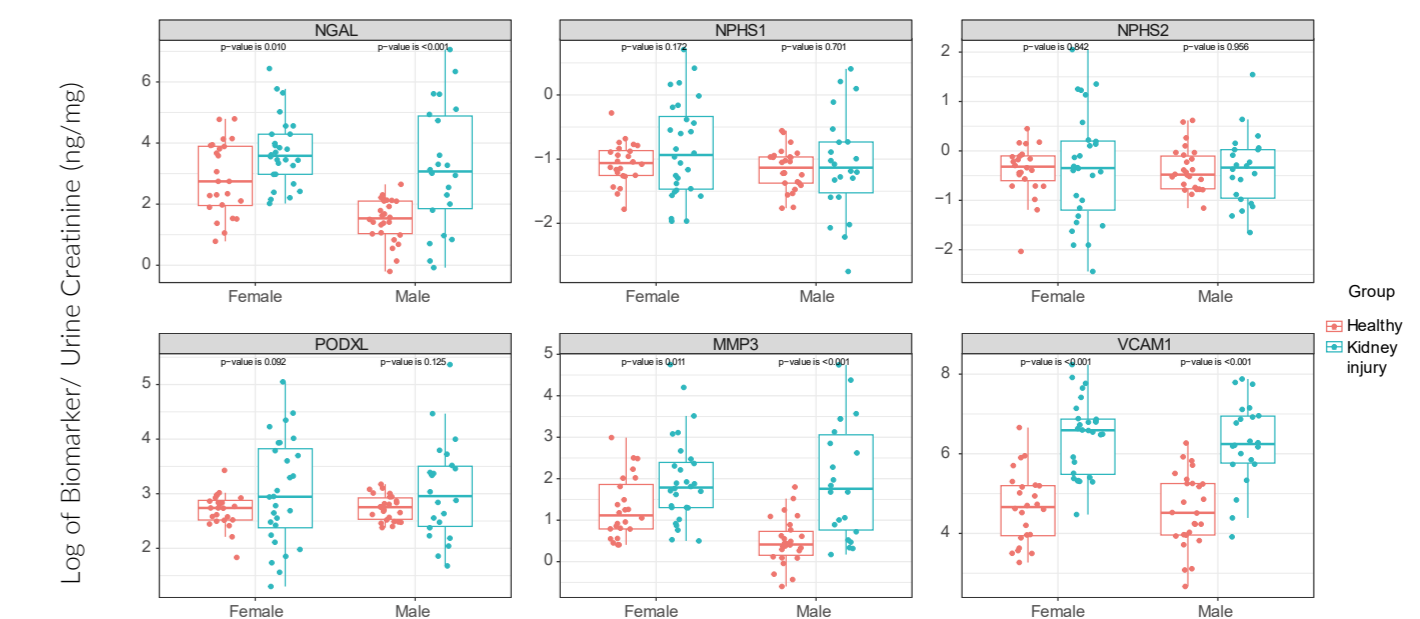 Log of Biomarker/ Urine Creatinine (ng/mg)
NGAL
p−value is 0.010
p−value is <0.001
6
4
2
0
Female
Male
NPHS1
p−value is 0.172
p−value is 0.701
0
−1
−2
Female
Male
NPHS2
p−value is 0.842
p−value is 0.956
2
1
0
−1
−2
Female
Male
PODXL
p−value is 0.092
p−value is 0.125
5
4
3
2
Female
Male
MMP3
p−value is 0.011
p−value is <0.001
5
4
3
2
1
0
Female
Male
VCAM1
p−value is <0.001
p−value is <0.001
8
6
4
Female
Male
Group
Healthy
Kidney
injury